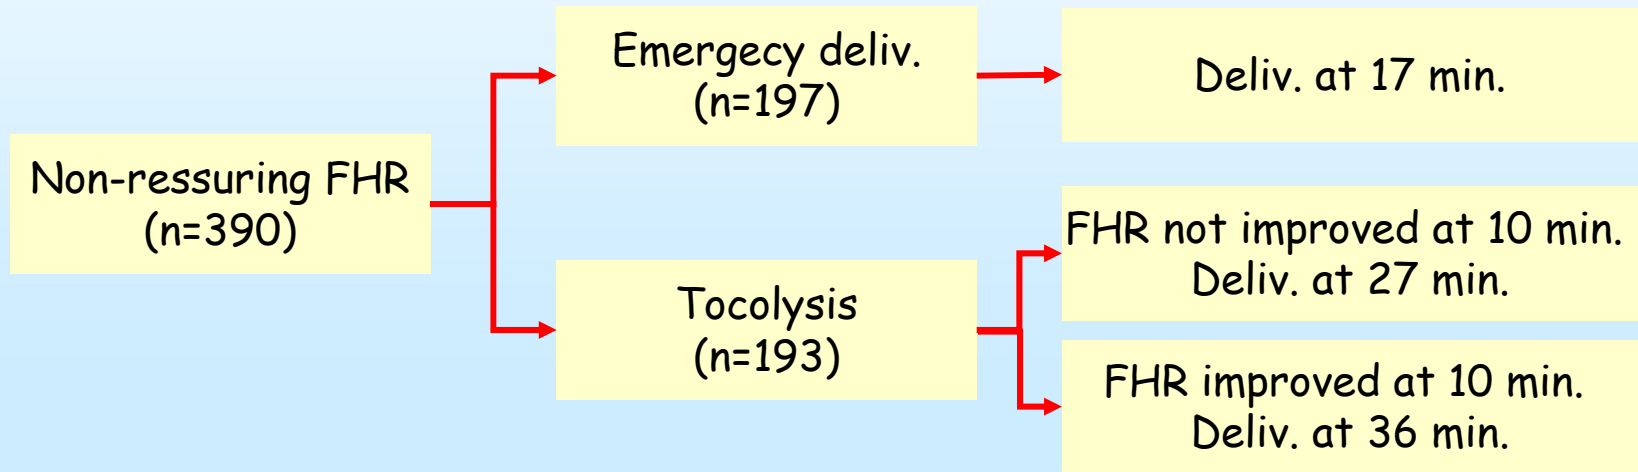 Non-ressuring FHR
(n=390)
Emergecy deliv.
(n=197)
Deliv. at 17 min.
Tocolysis
(n=193)
FHR not improved at 10 min.
Deliv. at 27 min.
FHR improved at 10 min.
Deliv. at 36 min.